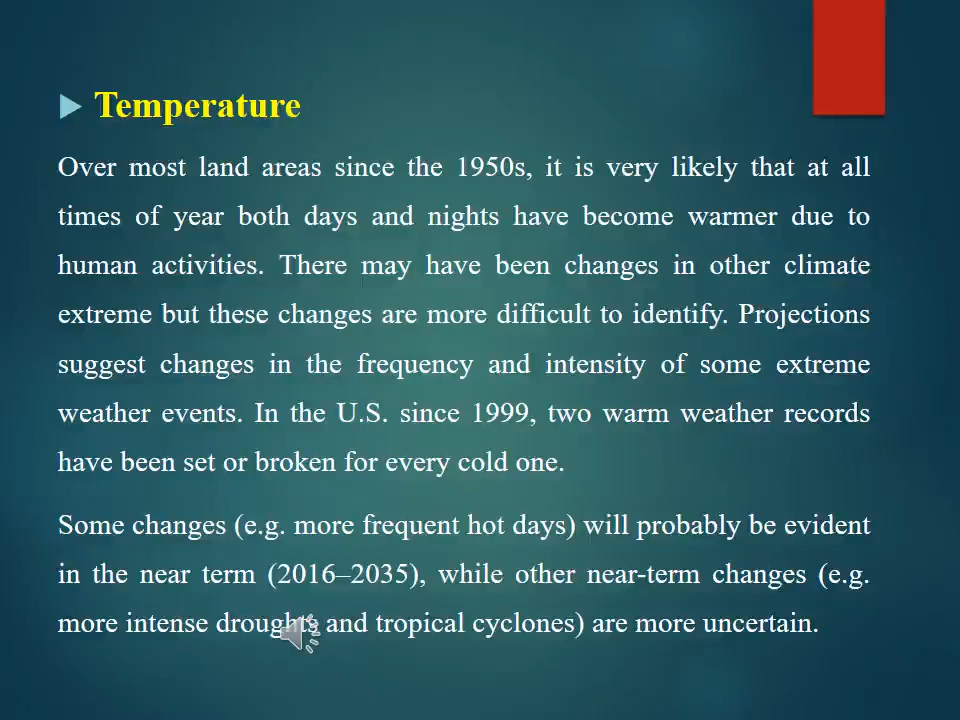 Temperature
Over most land areas since the 1950s, it is very likely that at all
times of year both days and nights have become warmer due to
human activities. There may have been changes in other climate
extreme but these changes are more difficult to identify. Projections
suggest changes in the frequency and intensity of some extreme
weather events. In the U.S. since 1999, two warm weather records
have been set or broken for every cold one.
Some changes (e.g. more frequent hot days) will probably be evident
in the near term (2016–2035), while other near-term changes (e.g.
more intense droughts and tropical cyclones) are more uncertain.